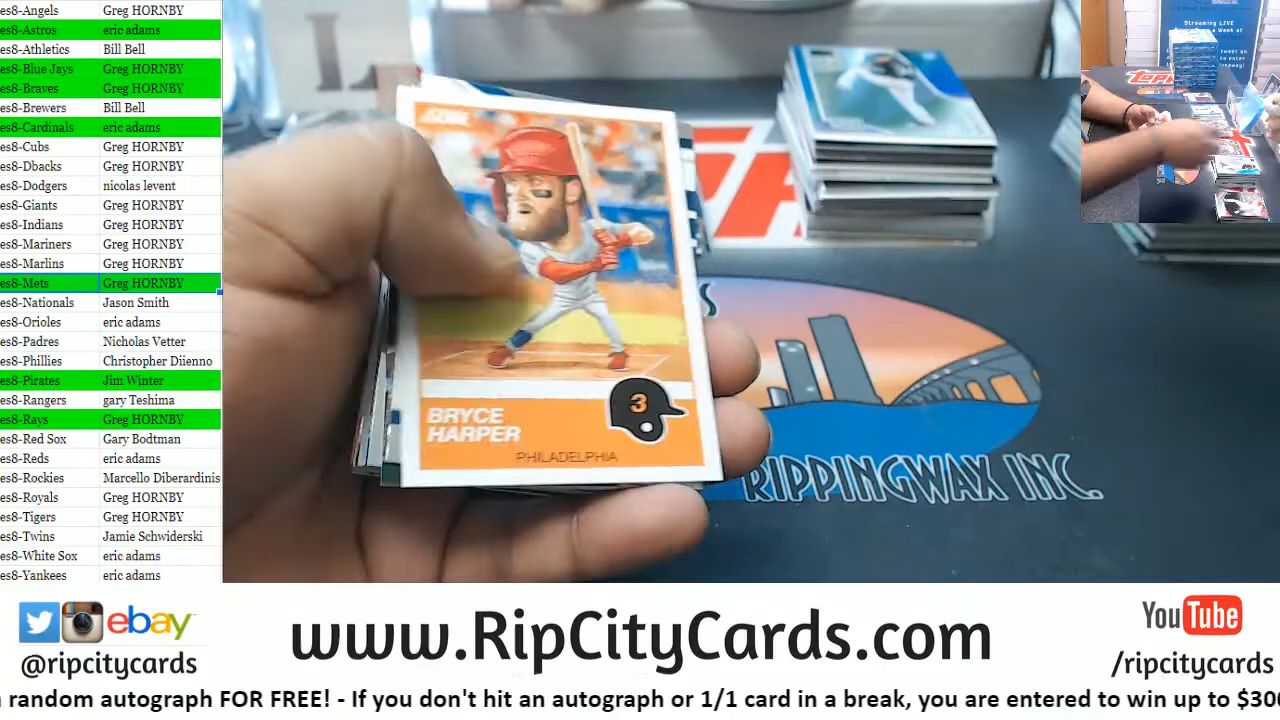 es8-Angels Greg HORNBY
es8-Astros eric adams
es8-Athletics Bill Bell
es8-Blue Jays Greg HORNBY
es8-Braves Greg HORNBY
es8-Brewers Bill Bell
es8-Cardinals eric adams
es8-Cubs Greg HORNBY
es8-Dbacks Greg HORNBY
es8-Dodgers nicolas levent
es8-Giants Greg HORNBY
es8-Indians Greg HORNBY
es8-Mariners Greg HORNBY
es8-Marlins Greg HORNBY
es8-Mets Greg HORNBY
es8-Nationals Jason Smith
es8-Orioles eric adams
es8-Padres Nicholas Vetter
es8-Phillies Christopher Diienno
es8-Pirates Jim Winter
es8-Rangers gary Teshima
es8-Rays Greg HORNBY
es8-Red Sox Gary Bodtman
es8-Reds eric adams
es8-Rockies Marcello Diberardinis
es8-Royals Greg HORNBY
es8-Tigers Greg HORNBY
es8-Twins Jamie Schwiderski
es8-White Sox eric adams
es8-Yankees eric adams
SCORE
3
BRYCE
HARPER
PHILADELPHIA
RIPPINGWAX INC.
Streaming LIVE
ebay
@ripcitycards
www.RipCityCards.com
YouTube
/ripcitycards
random autograph FOR FREE! - If you don't hit an autograph or 1/1 card in a break, you are entered to win up to $300